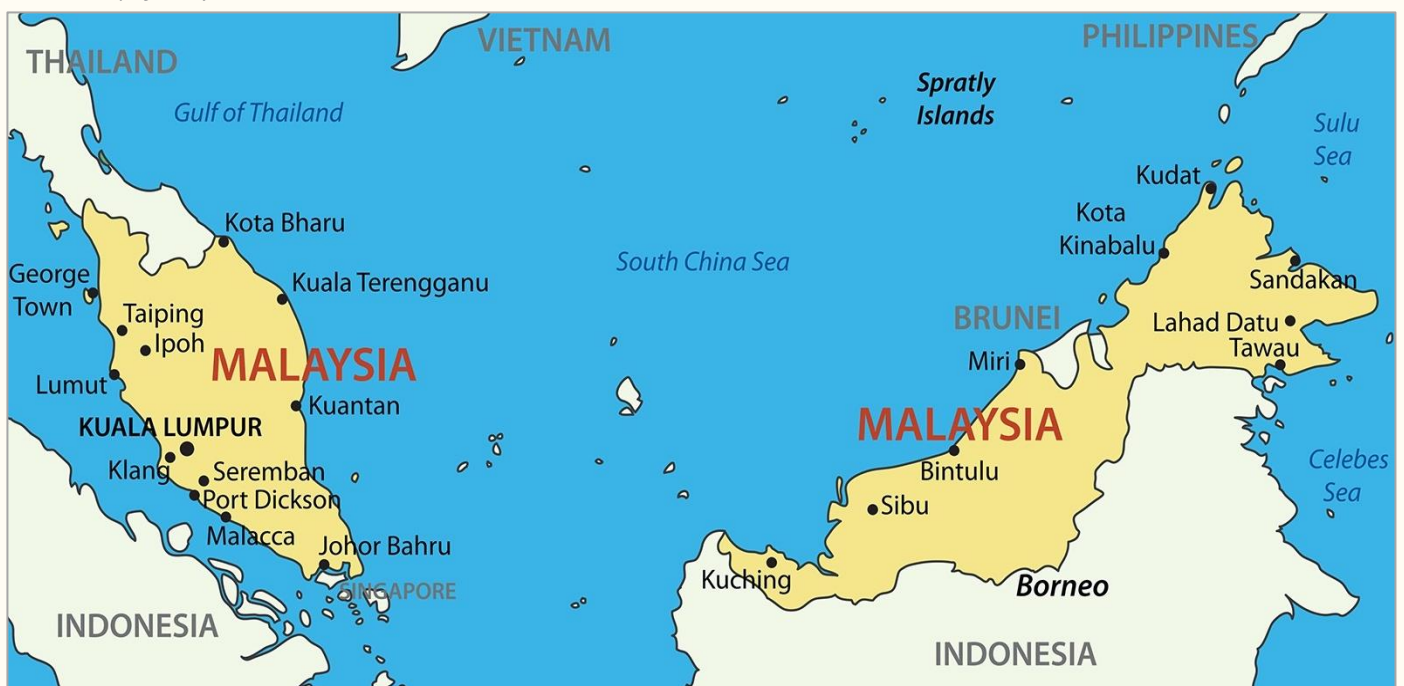 THAILAND
VIETNAM
PHILIPPINES
Gulf of Thailand
Spratly
Islands
Sulu
Sea
Kudat
Kota
Kinabalu
Kota Bharu
South China Sea
George
Town
Kuala Terengganu
Sandakan
Taiping
Ipoh
BRUNEI
Lahad Datu
Tawau
MALAYSIA
Miri
Lumut
Kuantan
MALAYSIA
KUALA LUMPUR
Klang
Seremban
Bintulu
Celebes
Sea
Port Dickson
Sibu
Malacca
Johor Bahru
Kuching
SINGAPORE
Borneo
INDONESIA
INDONESIA